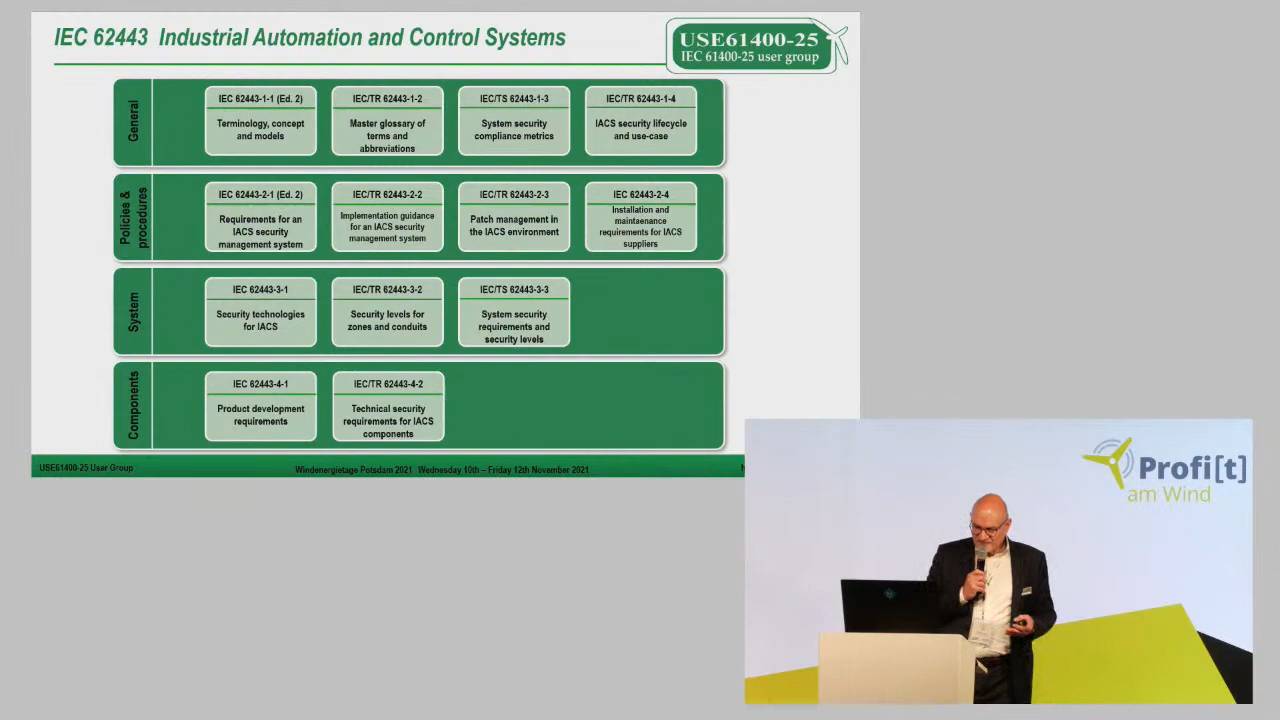 IEC 62443 Industrial Automation and Control Systems
USE61400-25
IEC 61400-25 user group
General
IEC 62443-1-1 (Ed. 2)
Terminology, concept
and models
IEC/TR 62443-1-2
Master glossary of
terms and
abbreviations
IEC/TS 62443-1-3
System security
compliance metrics
IEC/TR 62443-1-4
IACS security lifecycle
and use-case
Policies &
procedures
IEC 62443-2-1 (Ed. 2)
Requirements for an
IACS security
management system
IEC/TR 62443-2-2
Implementation guidance
for an IACS security
management system
IEC/TR 62443-2-3
Patch management in
the IACS environment
IEC 62443-2-4
Installation and
maintaenance
requirements for IACS
suppliers
System
IEC 62443-3-1
Security technologies
for IACS
IEC/TR 62443-3-2
Security levels for
zones and conduits
IEC/TS 62443-3-3
System security
requirements and
security levels
Components
IEC 62443-4-1
Product development
requirements
IEC/TR 62443-4-2
Technical security
requirements for IACS
components
USE61400-25 User Group
Windenergietage Potsdam 2021 Wednesday 10th – Friday 12th November 2021
Profi[t]
am Wind